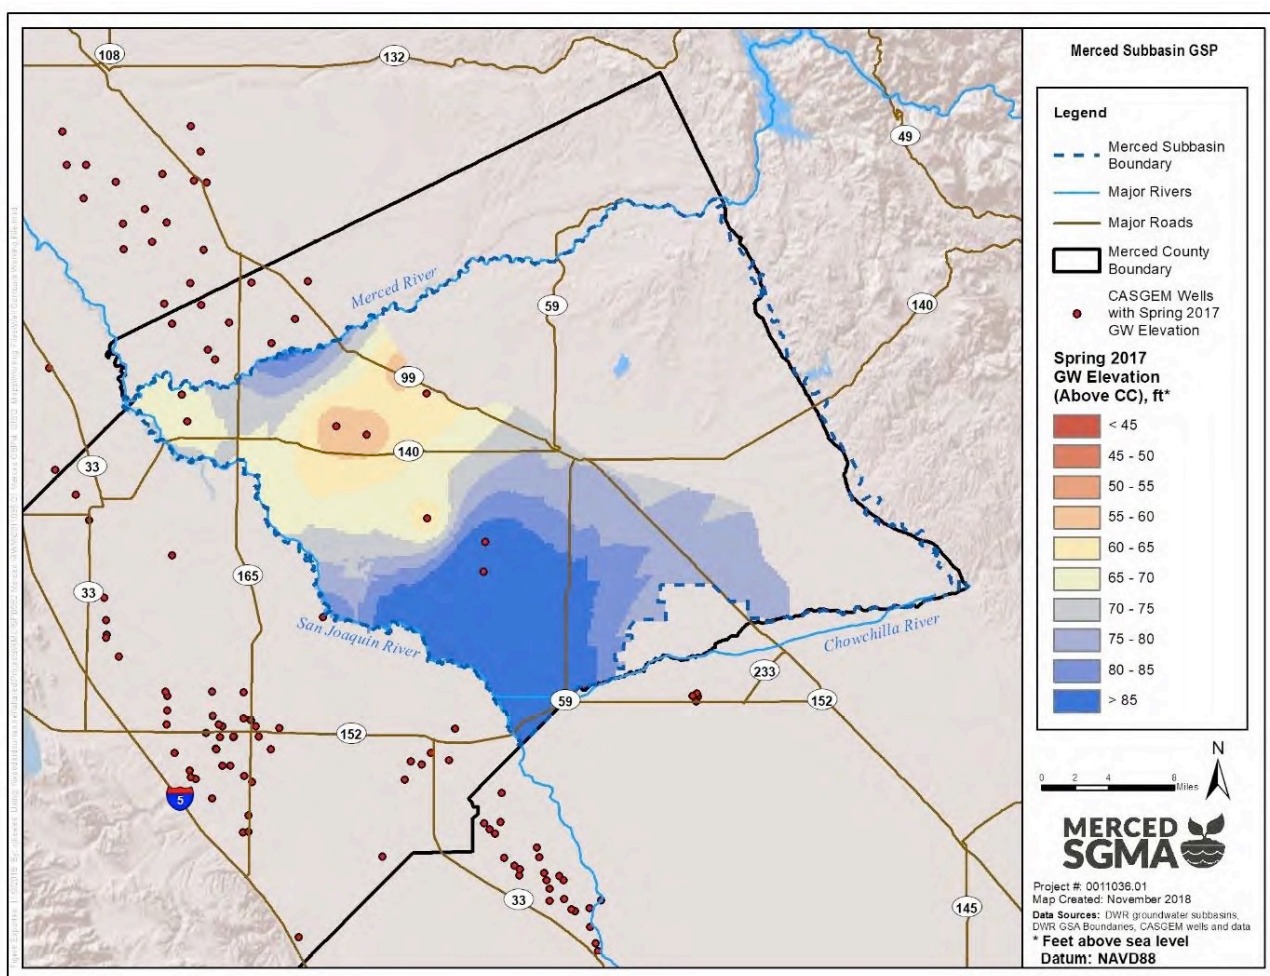 Merced Subbasin GSP
Legend
Merced Subbasin
Boundary
Major Rivers
Major Roads
Merced County
Boundary
CASGEM Wells
with Spring 2017
GW Elevation
Spring 2017
GW Elevation
(Above CC), ft*
< 45
45 - 50
50 - 55
55 - 60
60 - 65
65 - 70
70 - 75
75 - 80
80 - 85
> 85
N
0 2 4 8
Miles
MERCED
SGMA
Project #: 0011036.01
Map Created: November 2018
Data Sources: DWR groundwater subbasins,
DWR GSA Boundaries, CASGEM wells and data
* Feet above sea level
Datum: NAVD88
108
132
49
Merced River
59
140
99
140
33
165
33
San Joaquin River
Chowchilla River
233
59
152
152
5
33
145